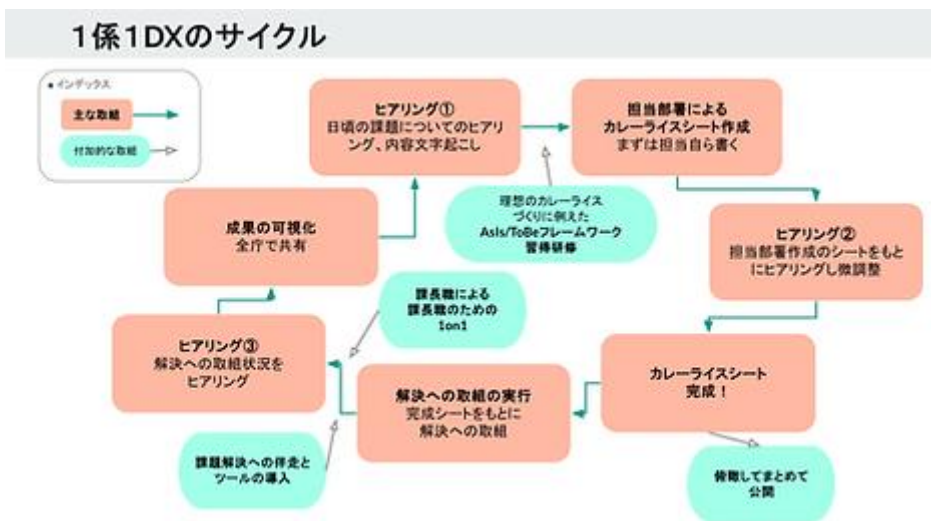 1係1DXのサイクル
●インデックス
主な取組
付加的な取組
ヒアリング①
日頃の課題についてのヒアリ
ング、内容文字起こし
担当部署による
カレーライスシート作成
まずは担当自ら書く
理想のカレーライス
づくりに例えた
AsIs/ToBeフレームワーク
習得研修
ヒアリング②
担当部署作成のシートをもと
にヒアリングし微調整
カレーライスシート
完成！
俯瞰してまとめて
公開
解決への取組の実行
完成シートをもとに
解決への取組
課題解決への伴走と
ツールの導入
課長職による
課長職のための
1on1
ヒアリング③
解決への取組状況を
ヒアリング
成果の可視化
全庁で共有